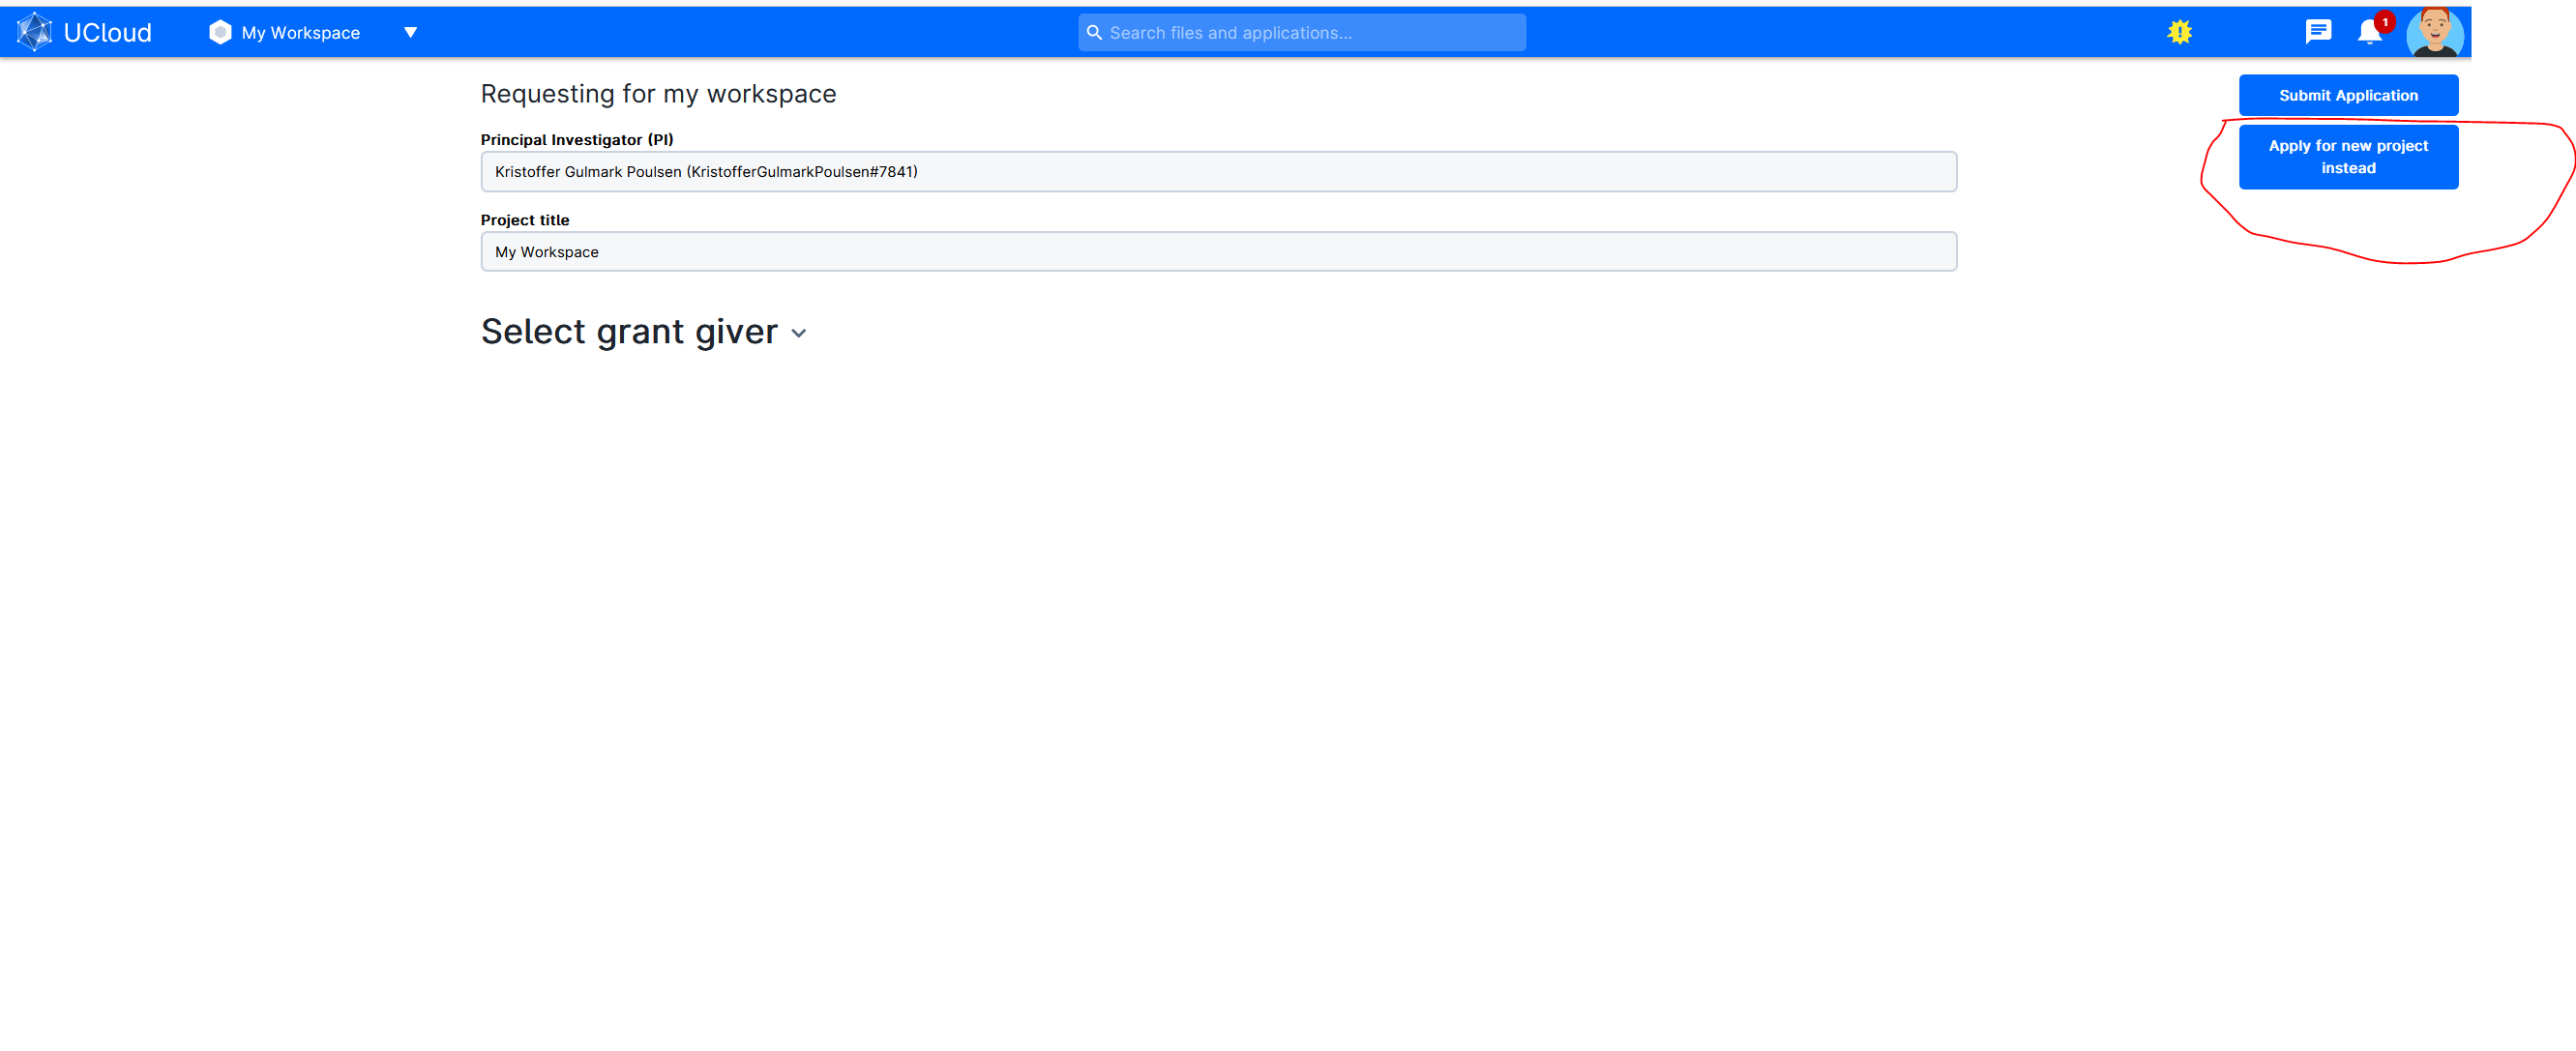 UCloud
My Workspace
Search files and applications...
1
Requesting for my workspace
Submit Application
Principal Investigator (PI)
Kristoffer Gulmark Poulsen (KristofferGulmarkPoulsen#7841)
Apply for new project
instead
Project title
My Workspace
Select grant giver